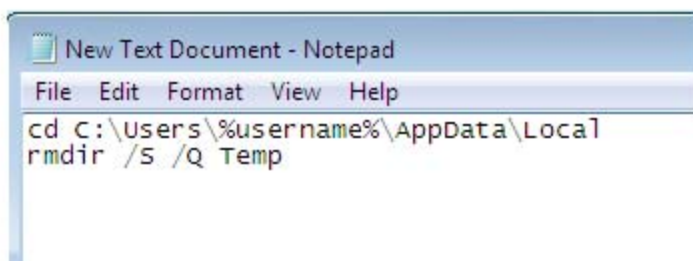 New Text Document - Notepad
File Edit Format View Help
cd C:\Users\%username%\AppData\Local
rmdir /S /Q Temp